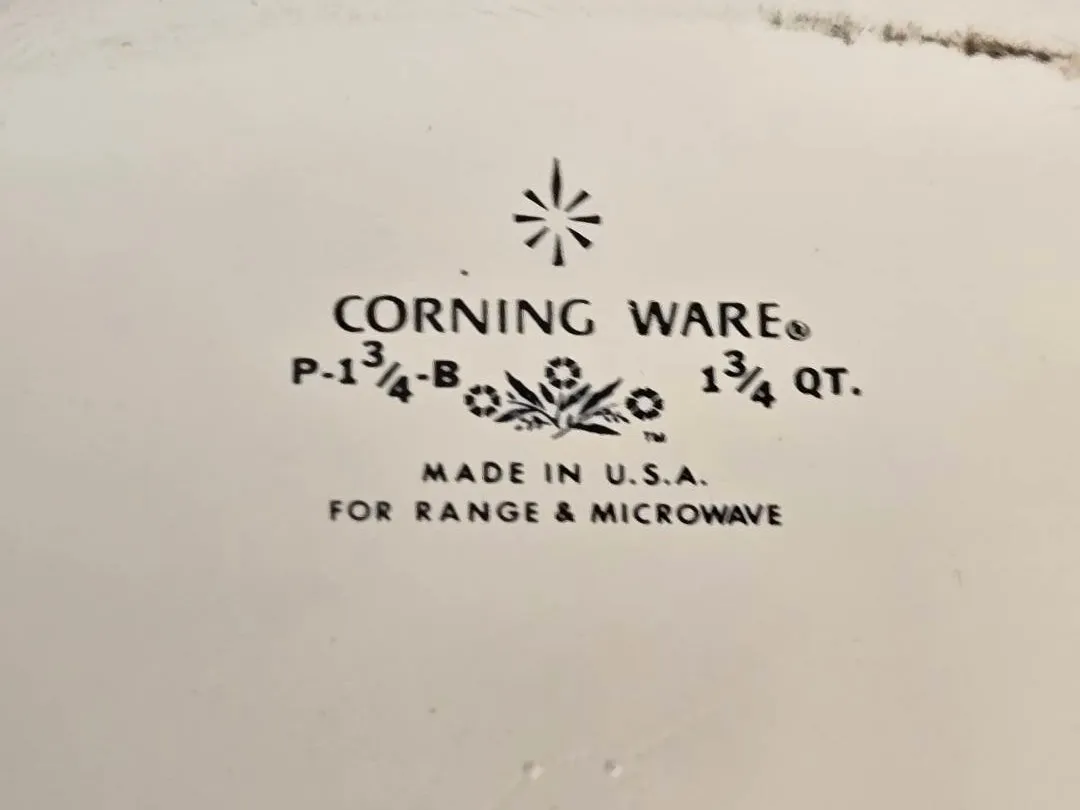 CORNING WARE®
P-1¾-B 1¾ QT.
TM
MADE IN U.S.A.
FOR RANGE & MICROWAVE